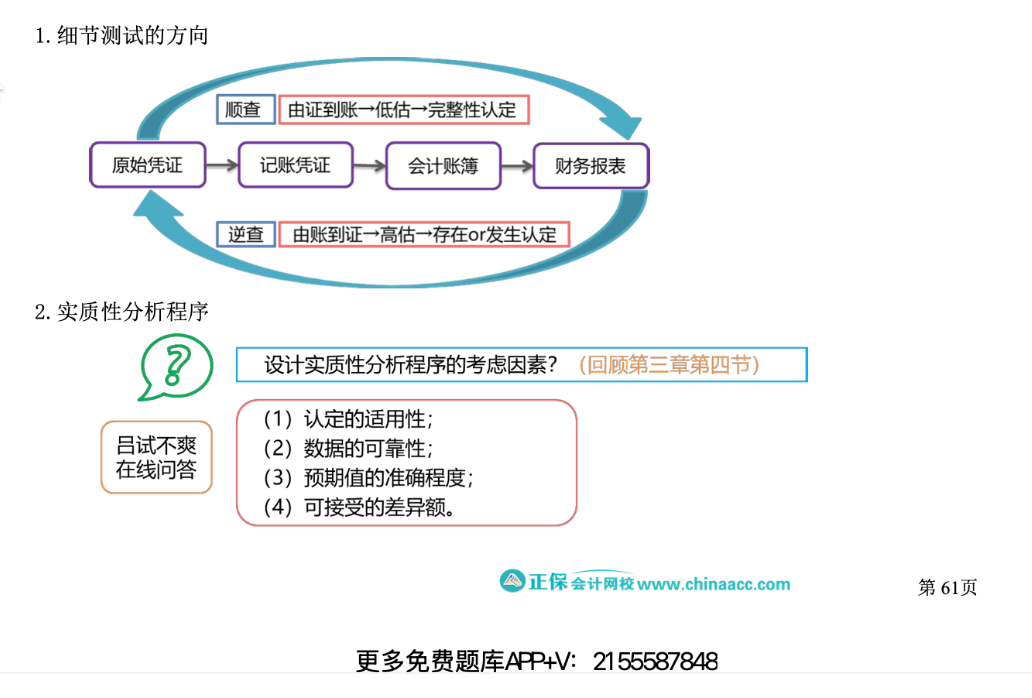 1. 细节测试的方向
顺查 由证到账→低估→完整性认定
原始凭证 记账凭证 会计账簿 财务报表
逆查 由账到证→高估→存在or发生认定
2. 实质性分析程序
设计实质性分析程序的考虑因素？（回顾第三章第四节）
吕试不爽
在线问答
（1）认定的适用性；
（2）数据的可靠性；
（3）预期值的准确程度；
（4）可接受的差异额。
正保会计网校 www.chinaacc.com
第 61页
更多免费题库APP+V：2155587848